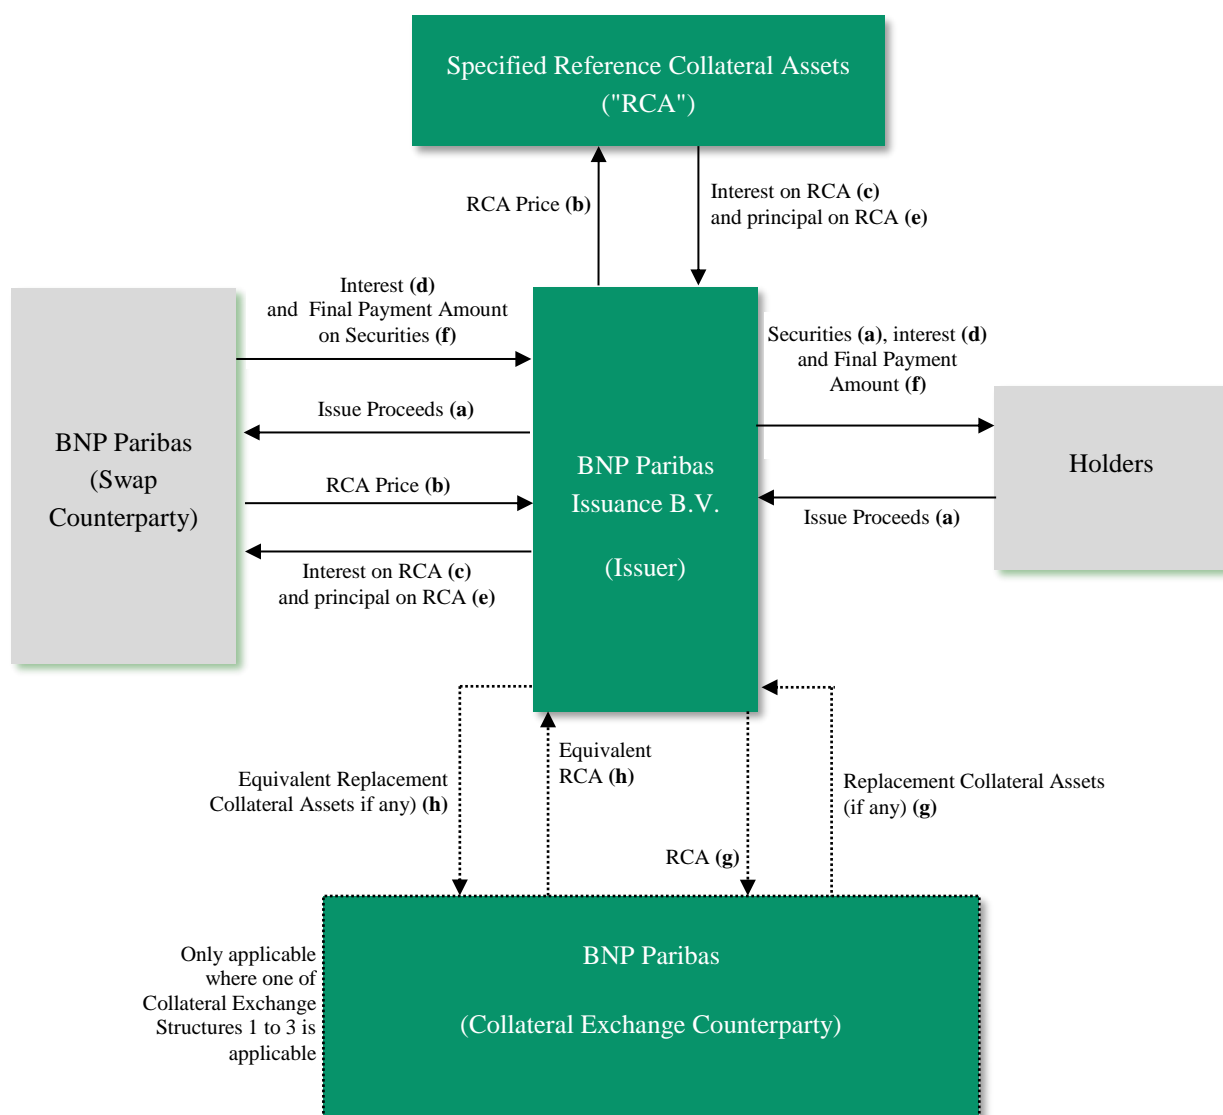 Specified Reference Collateral Assets
("RCA")
RCA Price (b)
Interest on RCA (c)
and principal on RCA (e)
Interest (d)
and  Final Payment Amount
on Securities (f)
Securities (a), interest (d)
and Final Payment
Amount (f)
Issue Proceeds (a)
BNP Paribas
(Swap
Counterparty)
RCA Price (b)
Interest on RCA (c)
and principal on RCA (e)
BNP Paribas
Issuance B.V.
(Issuer)
Holders
Issue Proceeds (a)
Equivalent Replacement
Collateral Assets if any) (h)
Equivalent
RCA (h)
RCA (g)
Replacement Collateral Assets
(if any) (g)
Only applicable
where one of
Collateral Exchange
Structures 1 to 3 is
applicable
BNP Paribas
(Collateral Exchange Counterparty)